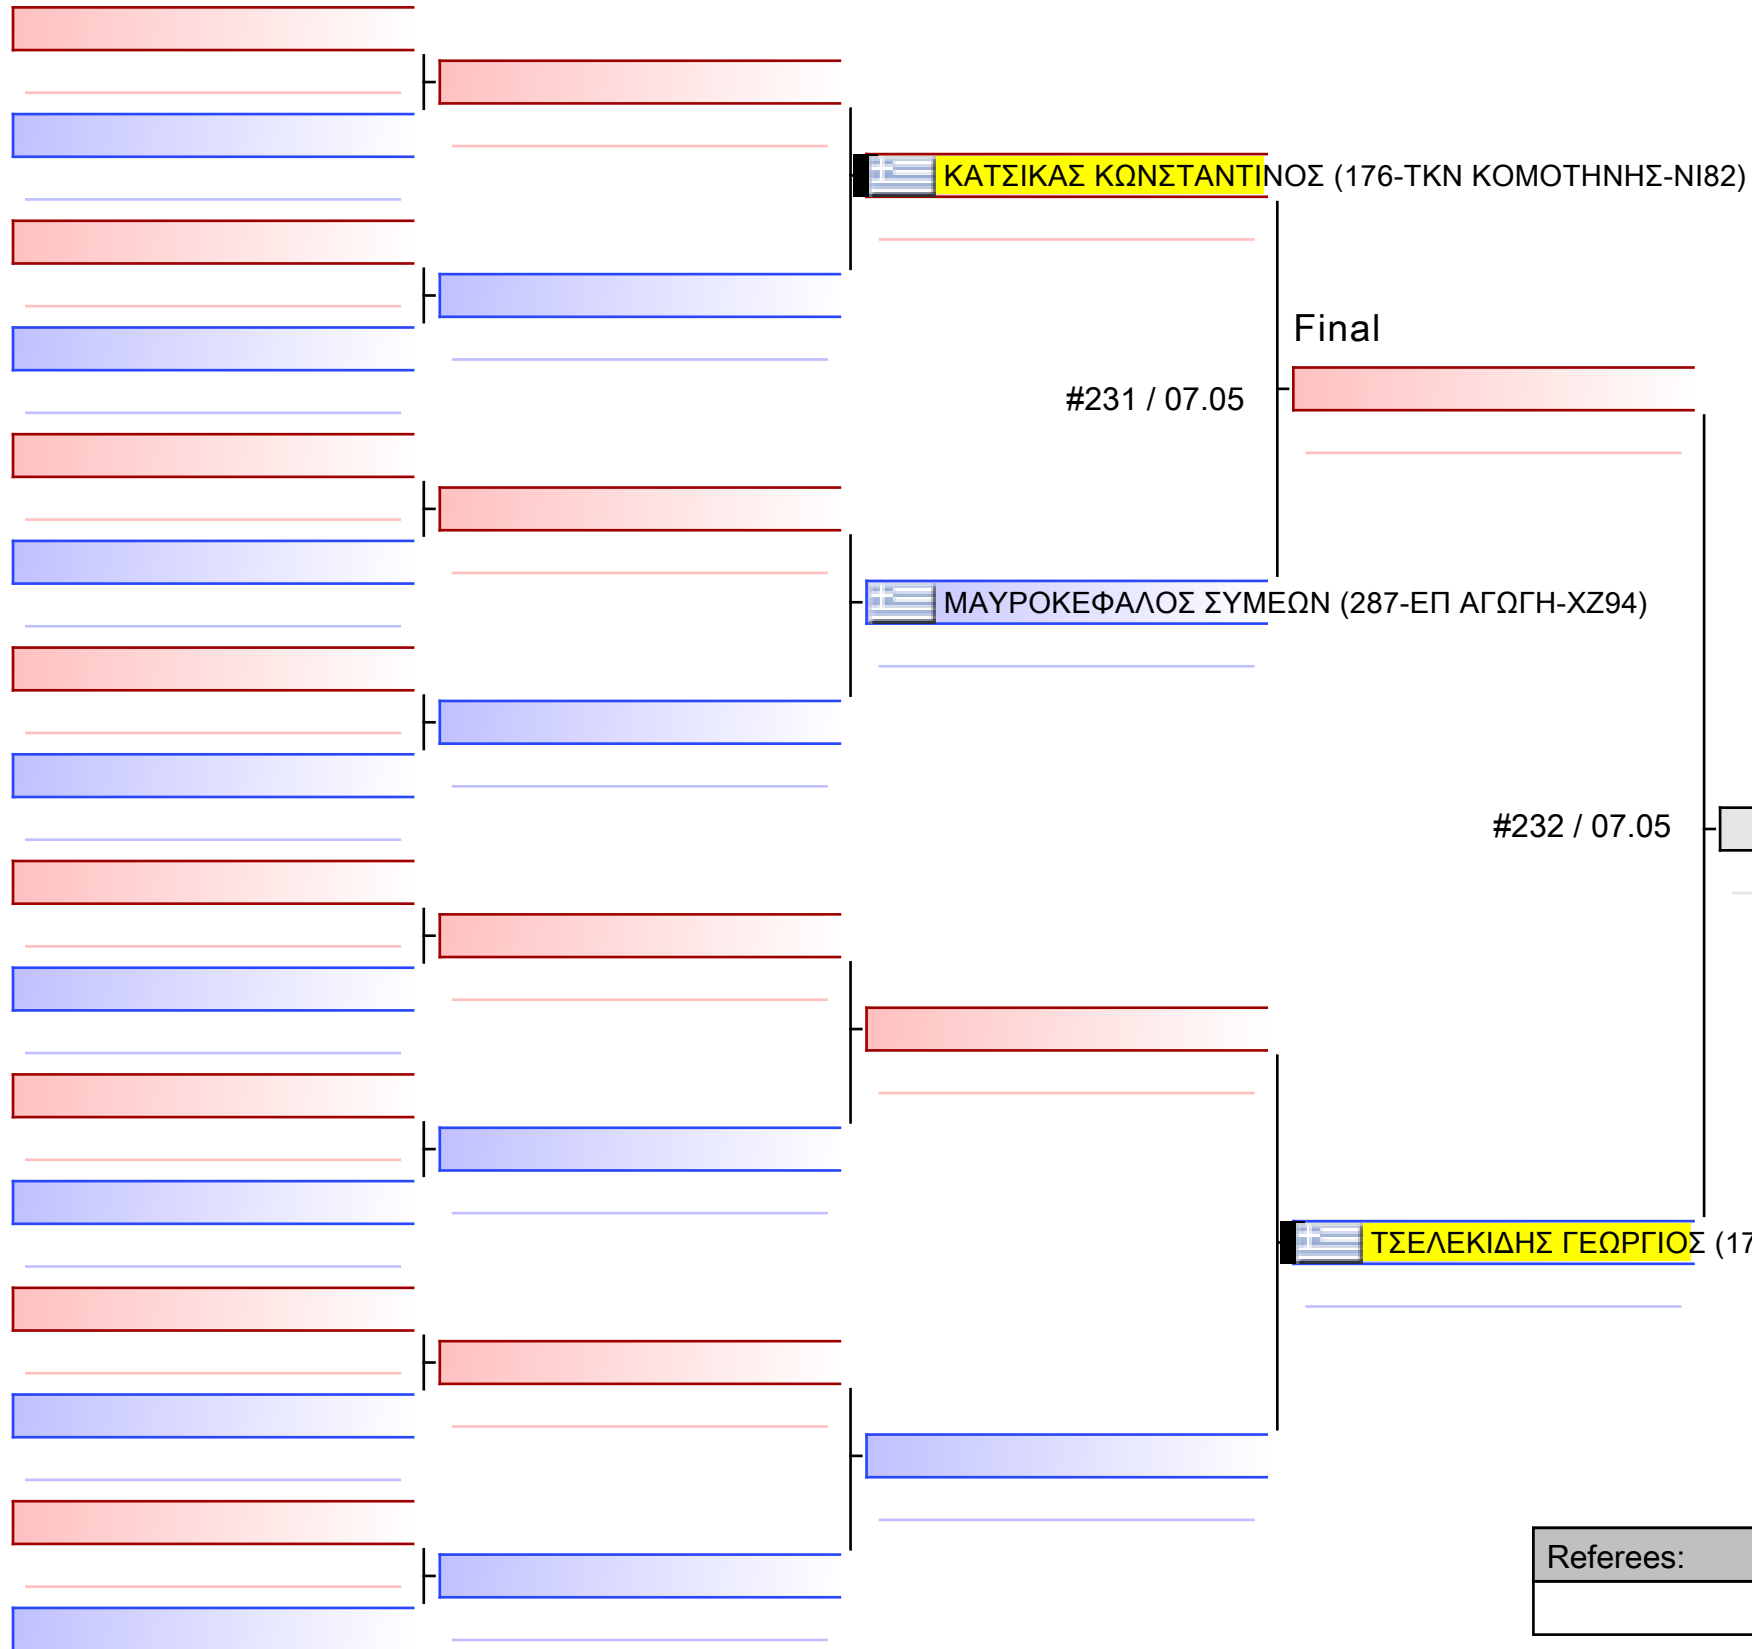 ΚΑΤΣΙΚΑΣ ΚΩΝΣΤΑΝΤΙΝΟΣ (176-ΤΚΝ ΚΟΜΟΤΗΝΗΣ-ΝΙ82)
Final
#231 / 07.05
ΜΑΥΡΟΚΕΦΑΛΟΣ ΣΥΜΕΩΝ (287-ΕΠ ΑΓΩΓΗ-ΧΖ94)
#232 / 07.05
ΤΣΕΛΕΚΙΔΗΣ ΓΕΩΡΓΙΟΣ (17
Referees: